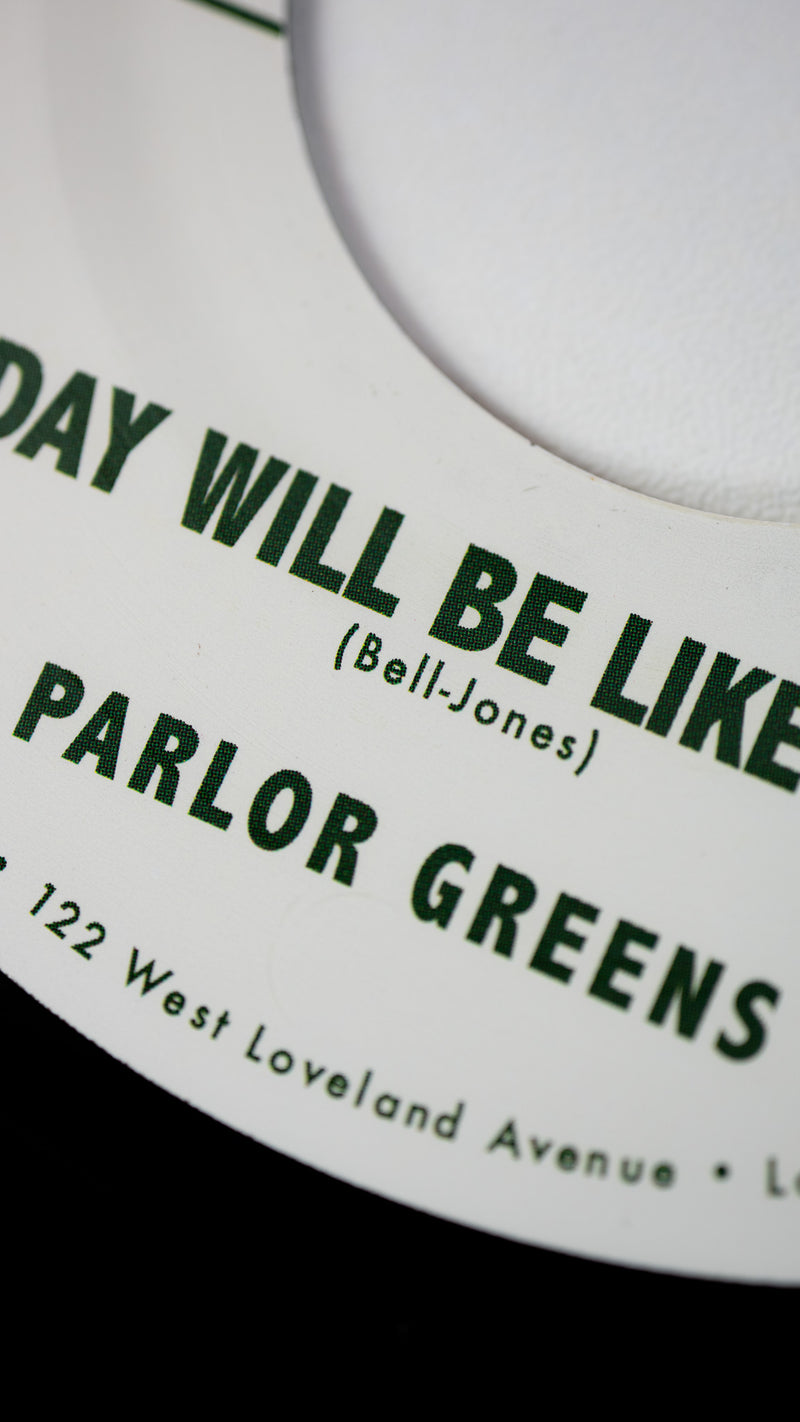 DAY WILL BE LIKE
(Bell-Jones)
PARLOR GREENS
• 122 West Loveland Avenue •